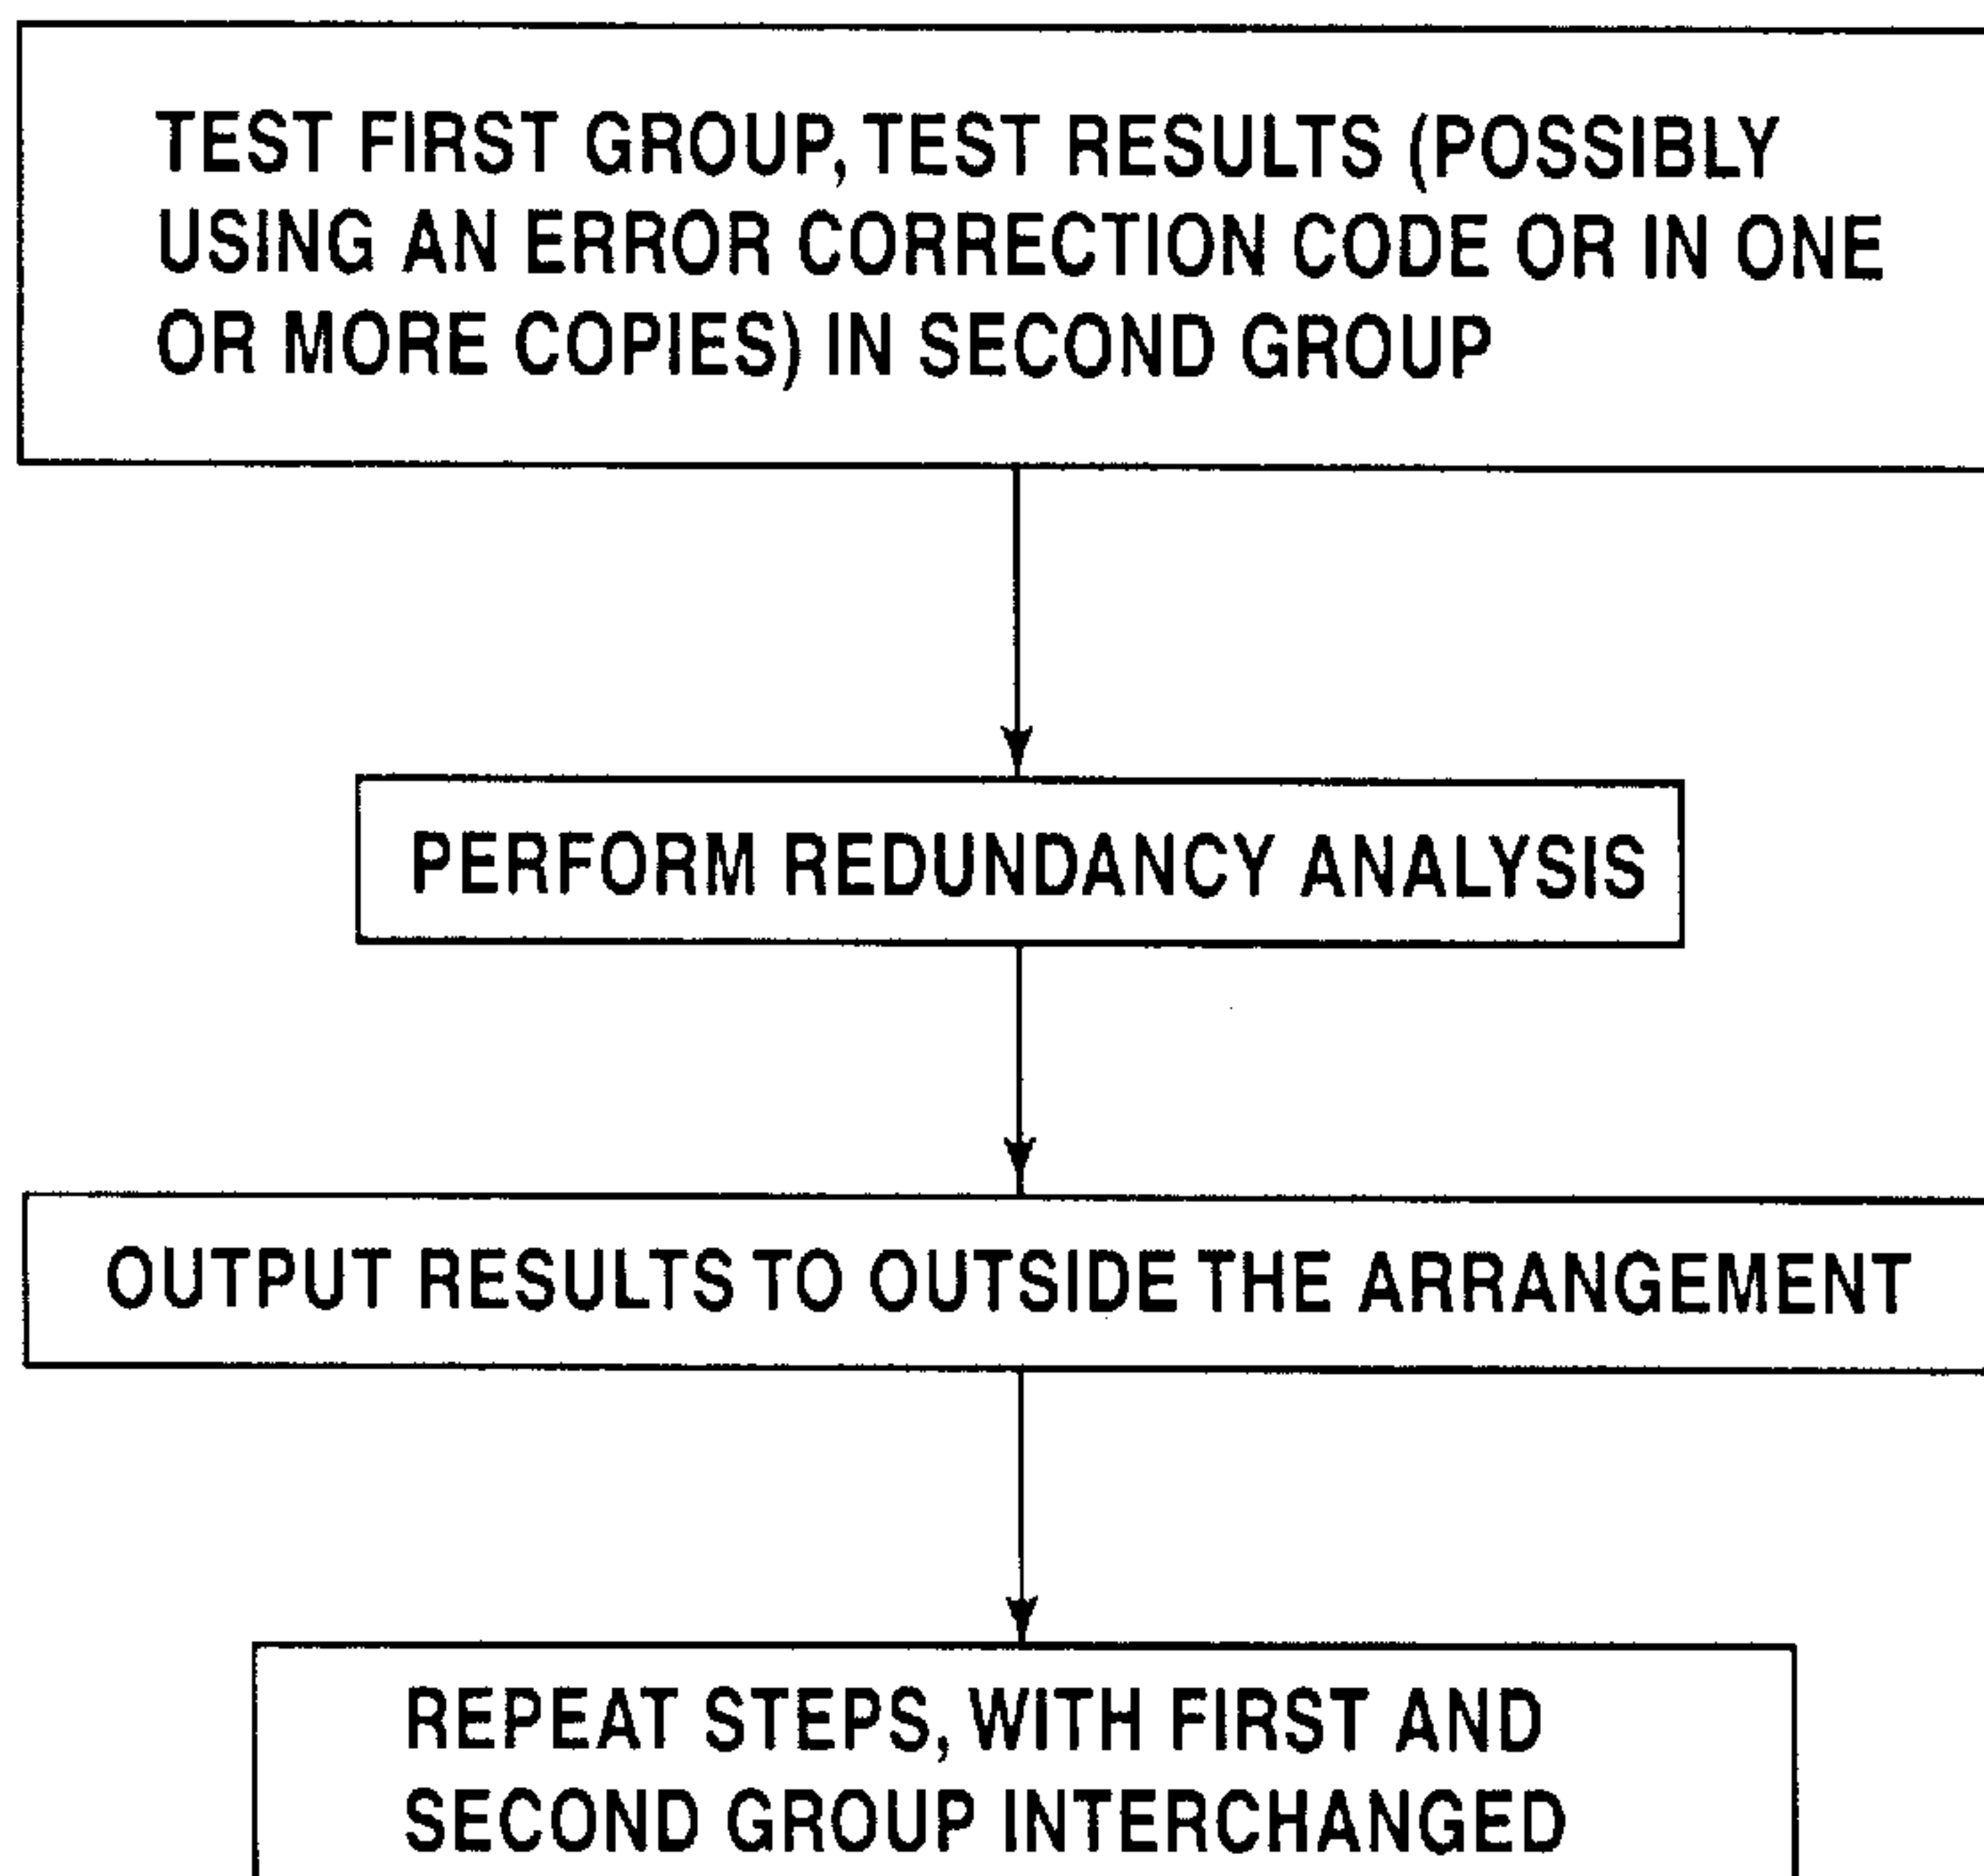 TEST FIRST GROUP, TEST RESULTS (POSSIBLY
USING AN ERROR CORRECTION CODE OR IN ONE
OR MORE COPIES) IN SECOND GROUP
PERFORM REDUNDANCY ANALYSIS
OUTPUT RESULTS TO OUTSIDE THE ARRANGEMENT
REPEAT STEPS, WITH FIRST AND
SECOND GROUP INTERCHANGED